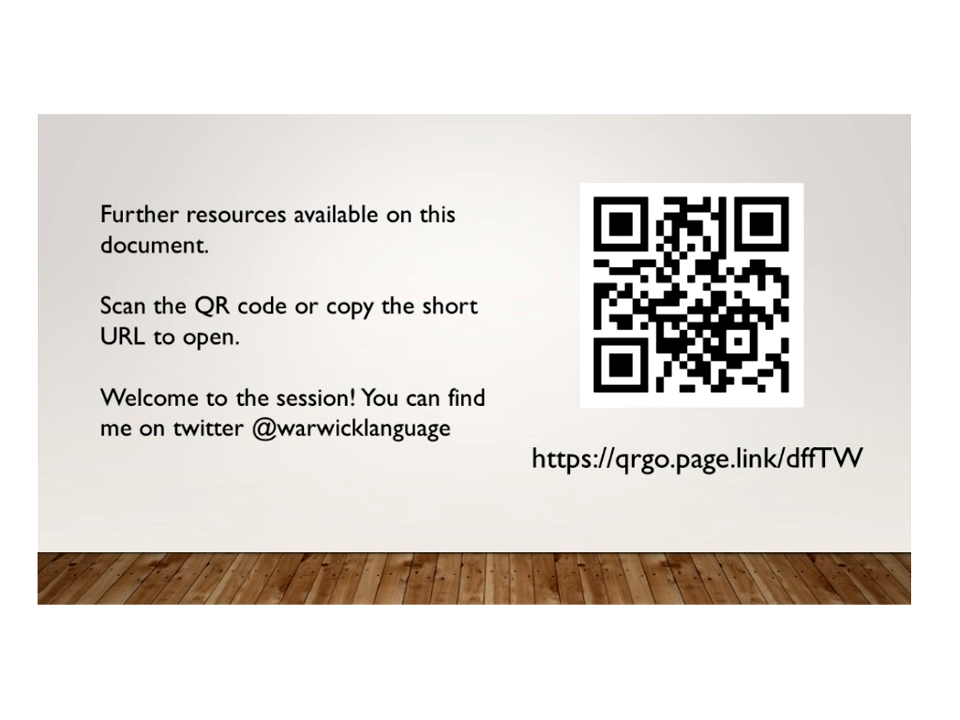 Further resources available on this
document.
Scan the QR code or copy the short
URL to open.
Welcome to the session! You can find
me on twitter @warwicklanguage
https://qrgo.page.link/dffTW